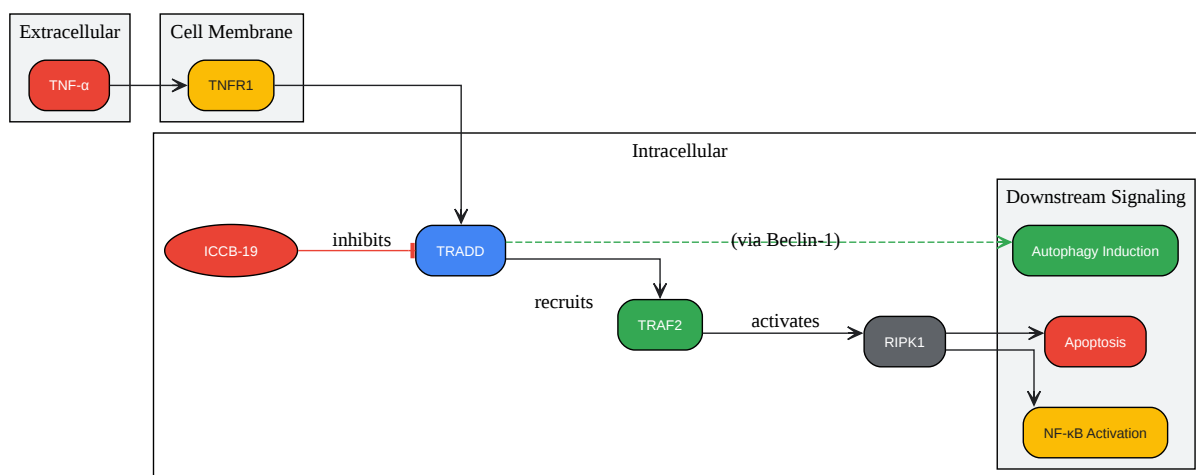 Extracellular
Cell Membrane
TNF-α
TNFR1
Intracellular
Downstream Signaling
ICCB-19
inhibits
TRADD
(via Beclin-1)
Autophagy Induction
recruits
TRAF2
activates
RIPK1
Apoptosis
NF-κB Activation